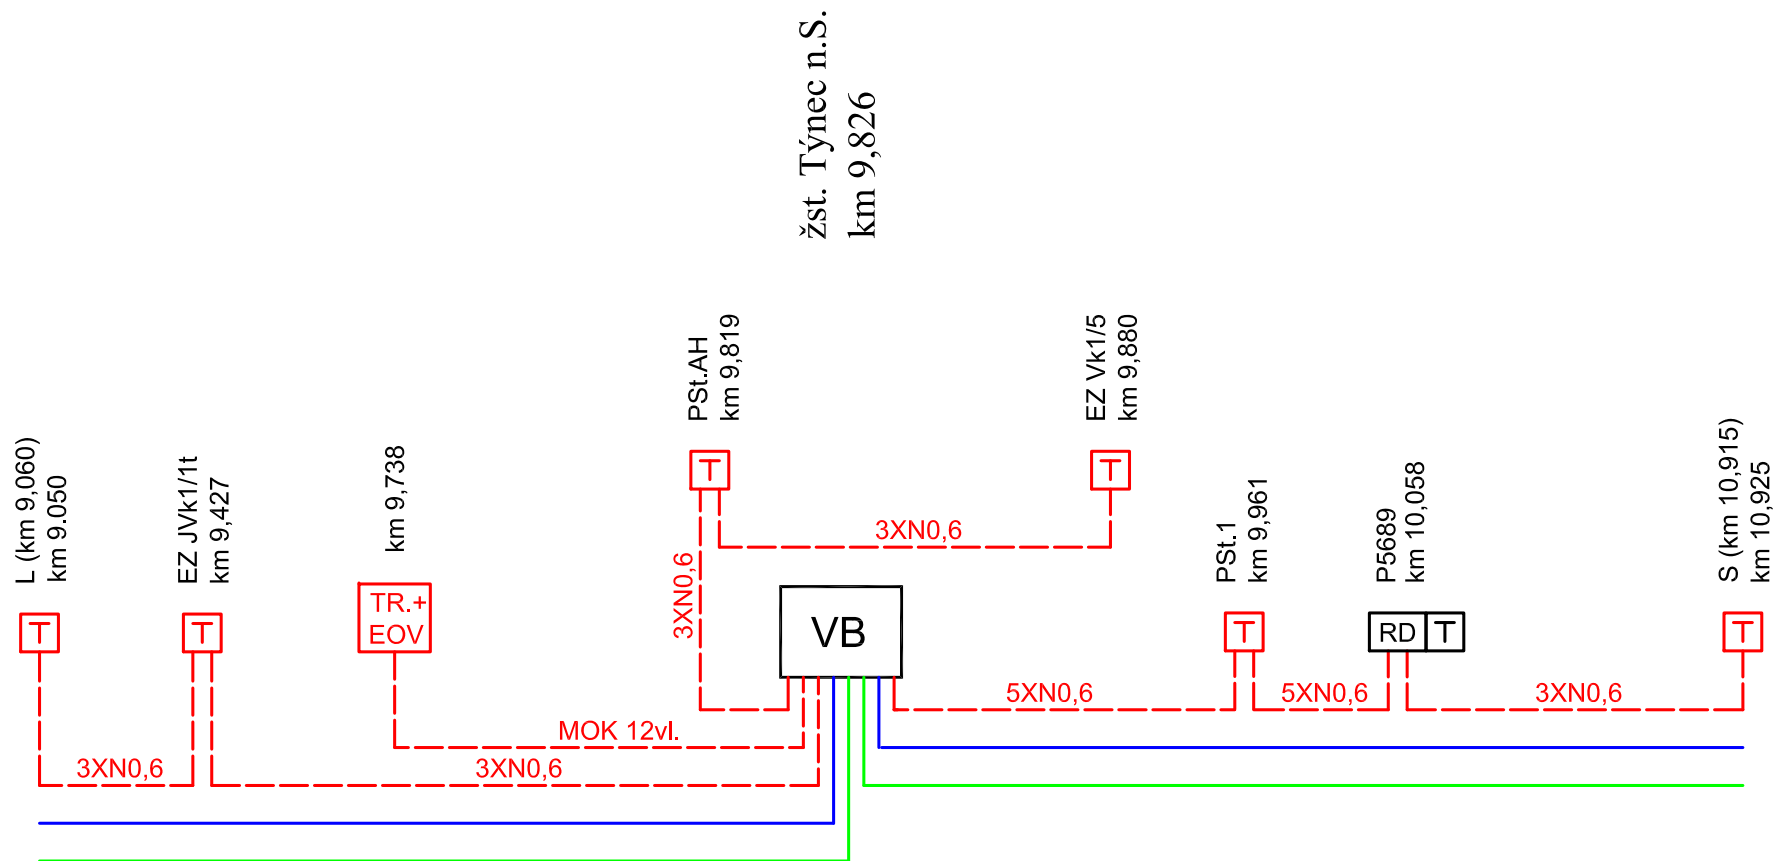 žst. Týnec n.S.
km 9,826
L (km 9,060)
km 9.050
T
EZ JVk1/1t
km 9,427
T
km 9,738
TR.+
EOV
PSt.AH
km 9,819
T
EZ Vk1/5
km 9,880
T
3XN0,6
3XN0,6
VB
PSt.1
km 9,961
T
P5689
km 10,058
RD T
S (km 10,915)
km 10,925
T
5XN0,6
5XN0,6
3XN0,6
MOK 12vl.
3XN0,6
3XN0,6